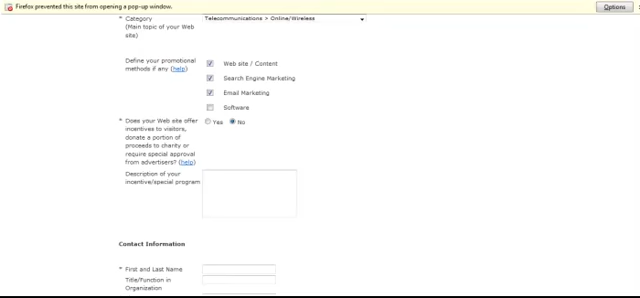 Firefox prevented this site from opening a pop-up window.
Options
* Category
(Main topic of your Web
site)
Telecommunications > Online/Wireless
Define your promotional
methods if any (help)
Web site / Content
Search Engine Marketing
Email Marketing
Software
* Does your Web site offer
incentives to visitors,
donate a portion of
proceeds to charity or
require special approval
from advertisers? (help)
Yes No
Description of your
incentive/special program
Contact Information
* First and Last Name
Title/Function in
Organization